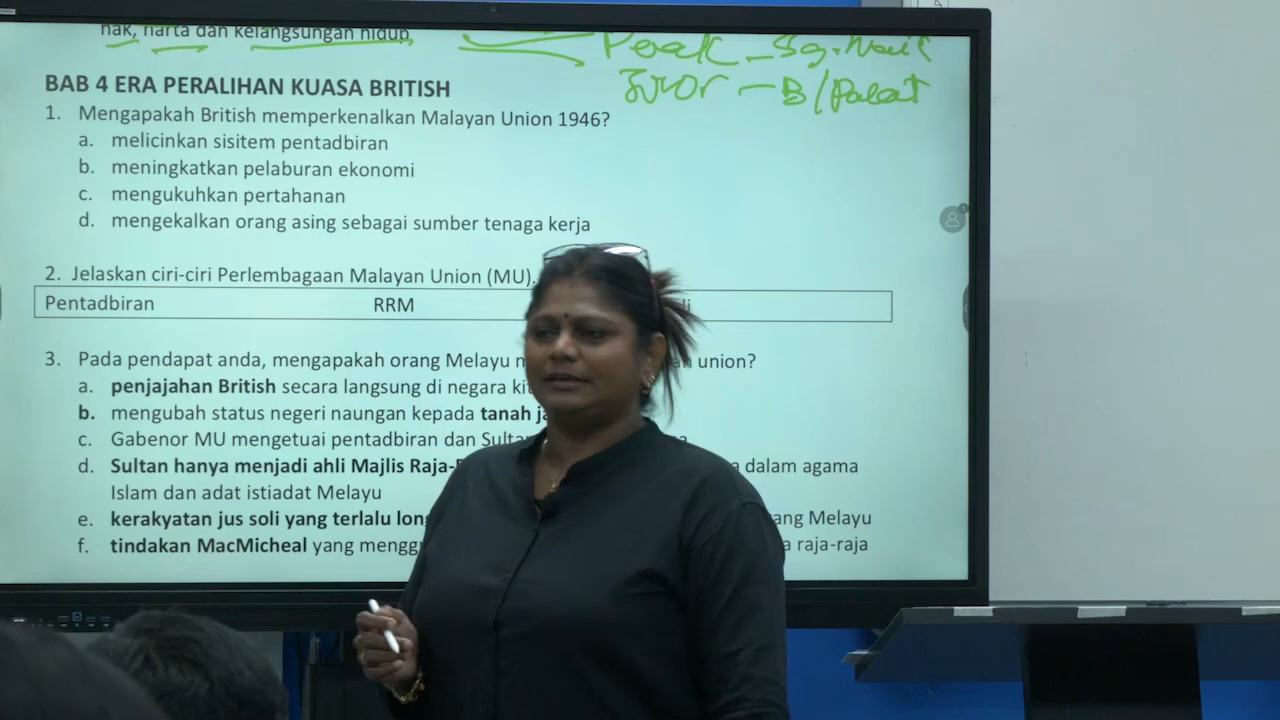 hak, harta dan kelangsungan hidup
Perak - Sg.
Johor - B/Pahat
BAB 4 ERA PERALIHAN KUASA BRITISH
1. Mengapakah British memperkenalkan Malayan Union 1946?
a. melicinkan sisitem pentadbiran
b. meningkatkan pelaburan ekonomi
c. mengukuhkan pertahanan
d. mengekalkan orang asing sebagai sumber tenaga kerja
2. Jelaskan ciri-ciri Perlembagaan Malayan Union (MU).
Pentadbiran RRM
3. Pada pendapat anda, mengapakah orang Melayu union?
a. penjajahan British secara langsung di negara
b. mengubah status negeri naungan kepada tanah
c. Gabenor MU mengetuai pentadbiran dan
d. Sultan hanya menjadi ahli Majlis dalam agama
Islam dan adat istiadat Melayu
e. kerakyatan jus soli yang terlalu Melayu
f. tindakan MacMicheal yang raja-raja